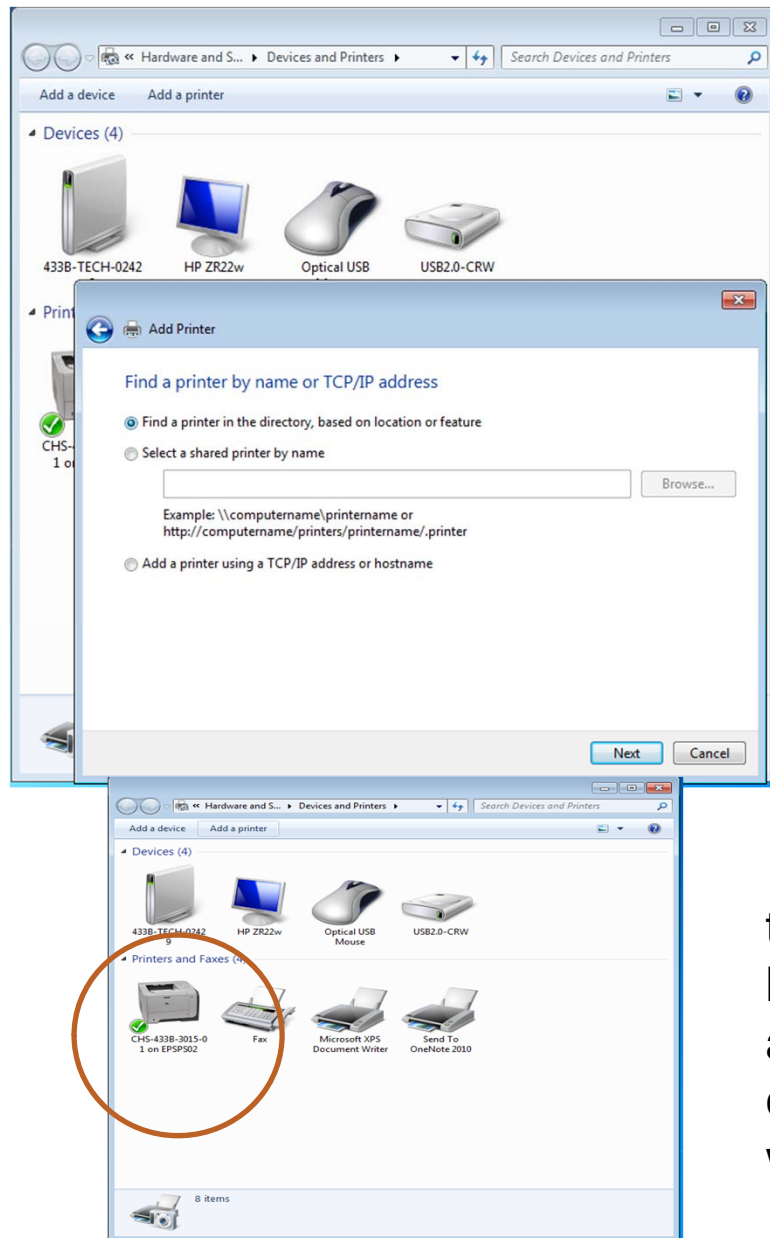 « Hardware and S... ▸ Devices and Printers ▸ Search Devices and Printers
Add a device Add a printer
Devices (4)
433B-TECH-0242 HP ZR22w Optical USB USB2.0-CRW
Print
CHS-
1 o
Add Printer
Find a printer by name or TCP/IP address
Find a printer in the directory, based on location or feature
Select a shared printer by name
Browse...
Example: \\computername\printername or
http://computername/printers/printername/.printer
Add a printer using a TCP/IP address or hostname
Next Cancel
« Hardware and S... ▸ Devices and Printers ▸ Search Devices and Printers
Add a device Add a printer
Devices (4)
433B-TECH-0242 HP ZR22w Optical USB USB2.0-CRW
9 Mouse
Printers and Faxes (4)
CHS-433B-3015-0 Fax Microsoft XPS Send To
1 on EPSPS02 Document Writer OneNote 2010
8 items